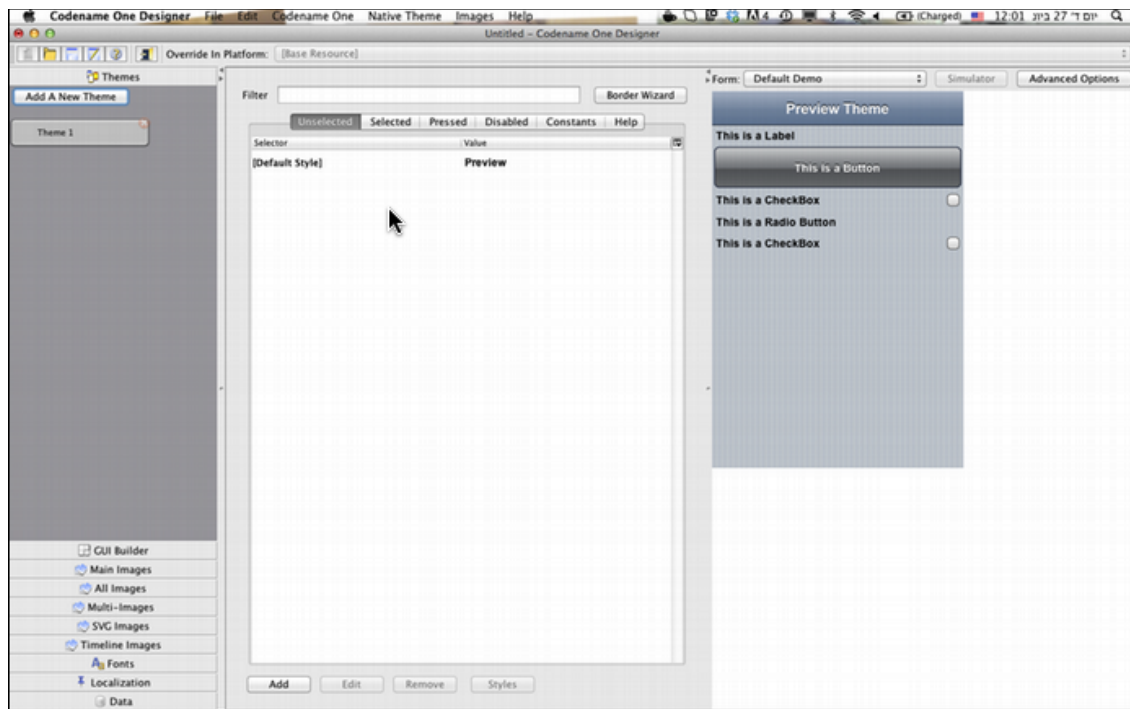 Codename One Designer File Edit Codename One Native Theme Images Help
4 (Charged) 12:01 יום ד' 27 ביונ
Untitled – Codename One Designer
Override In Platform: [Base Resource]
Themes
Add A New Theme
Theme 1
GUI Builder
Main Images
All Images
Multi-Images
SVG Images
Timeline Images
Fonts
Localization
Data
Filter
Border Wizard
Unselected Selected Pressed Disabled Constants Help
Selector Value
[Default Style] Preview
Add Edit Remove Styles
Form: Default Demo Simulator Advanced Options
Preview Theme
This is a Label
This is a Button
This is a CheckBox
This is a Radio Button
This is a CheckBox